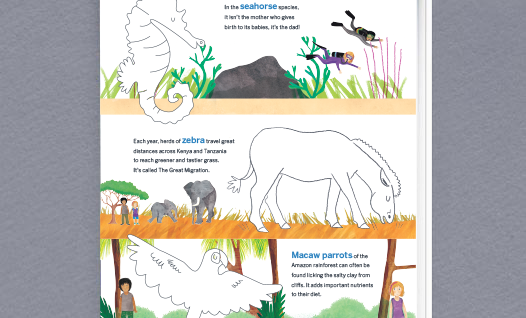 In the seahorse species,
it isn't the mother who gives
birth to its babies, it's the dad!
Each year, herds of zebra travel great
distances across Kenya and Tanzania
to reach greener and tastier grass.
It's called The Great Migration.
Macaw parrots of the
Amazon rainforest can often be
found licking the salty clay from
cliffs. It adds important nutrients
to their diet.